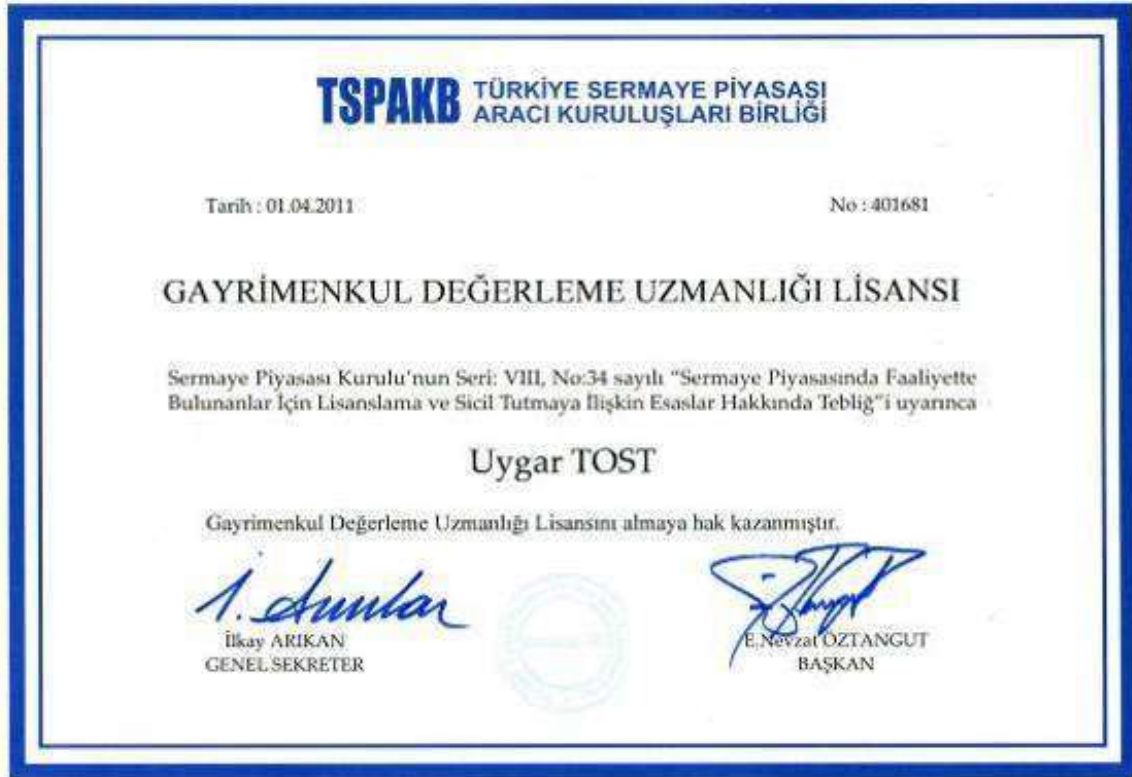 TSPAKB TÜRKİYE SERMAYE PİYASASI
ARACI KURULUŞLARI BİRLİĞİ
Tarih : 01.04.2011 No : 401681
GAYRİMENKUL DEĞERLEME UZMANLIĞI LİSANSI
Sermaye Piyasası Kurulu'nun Seri: VIII, No:34 sayılı "Sermaye Piyasasında Faaliyette
Bulunanlar İçin Lisanslama ve Sicil Tutmaya İlişkin Esaslar Hakkında Tebliğ"i uyarınca
Uygar TOST
Gayrimenkul Değerleme Uzmanlığı Lisansını almaya hak kazanmıştır.
İlkay ARIKAN
GENEL SEKRETER
E.Nevzat ÖZTANGUT
BAŞKAN